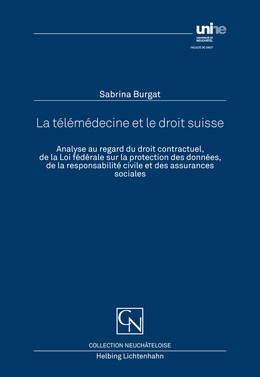 unine
UNIVERSITÉ DE
NEUCHÂTEL
FACULTÉ DE DROIT
Sabrina Burgat
La télémédecine et le droit suisse
Analyse au regard du droit contractuel,
de la Loi fédérale sur la protection des données,
de la responsabilité civile et des assurances
sociales
CN
COLLECTION NEUCHÂTELOISE
Helbing Lichtenhahn